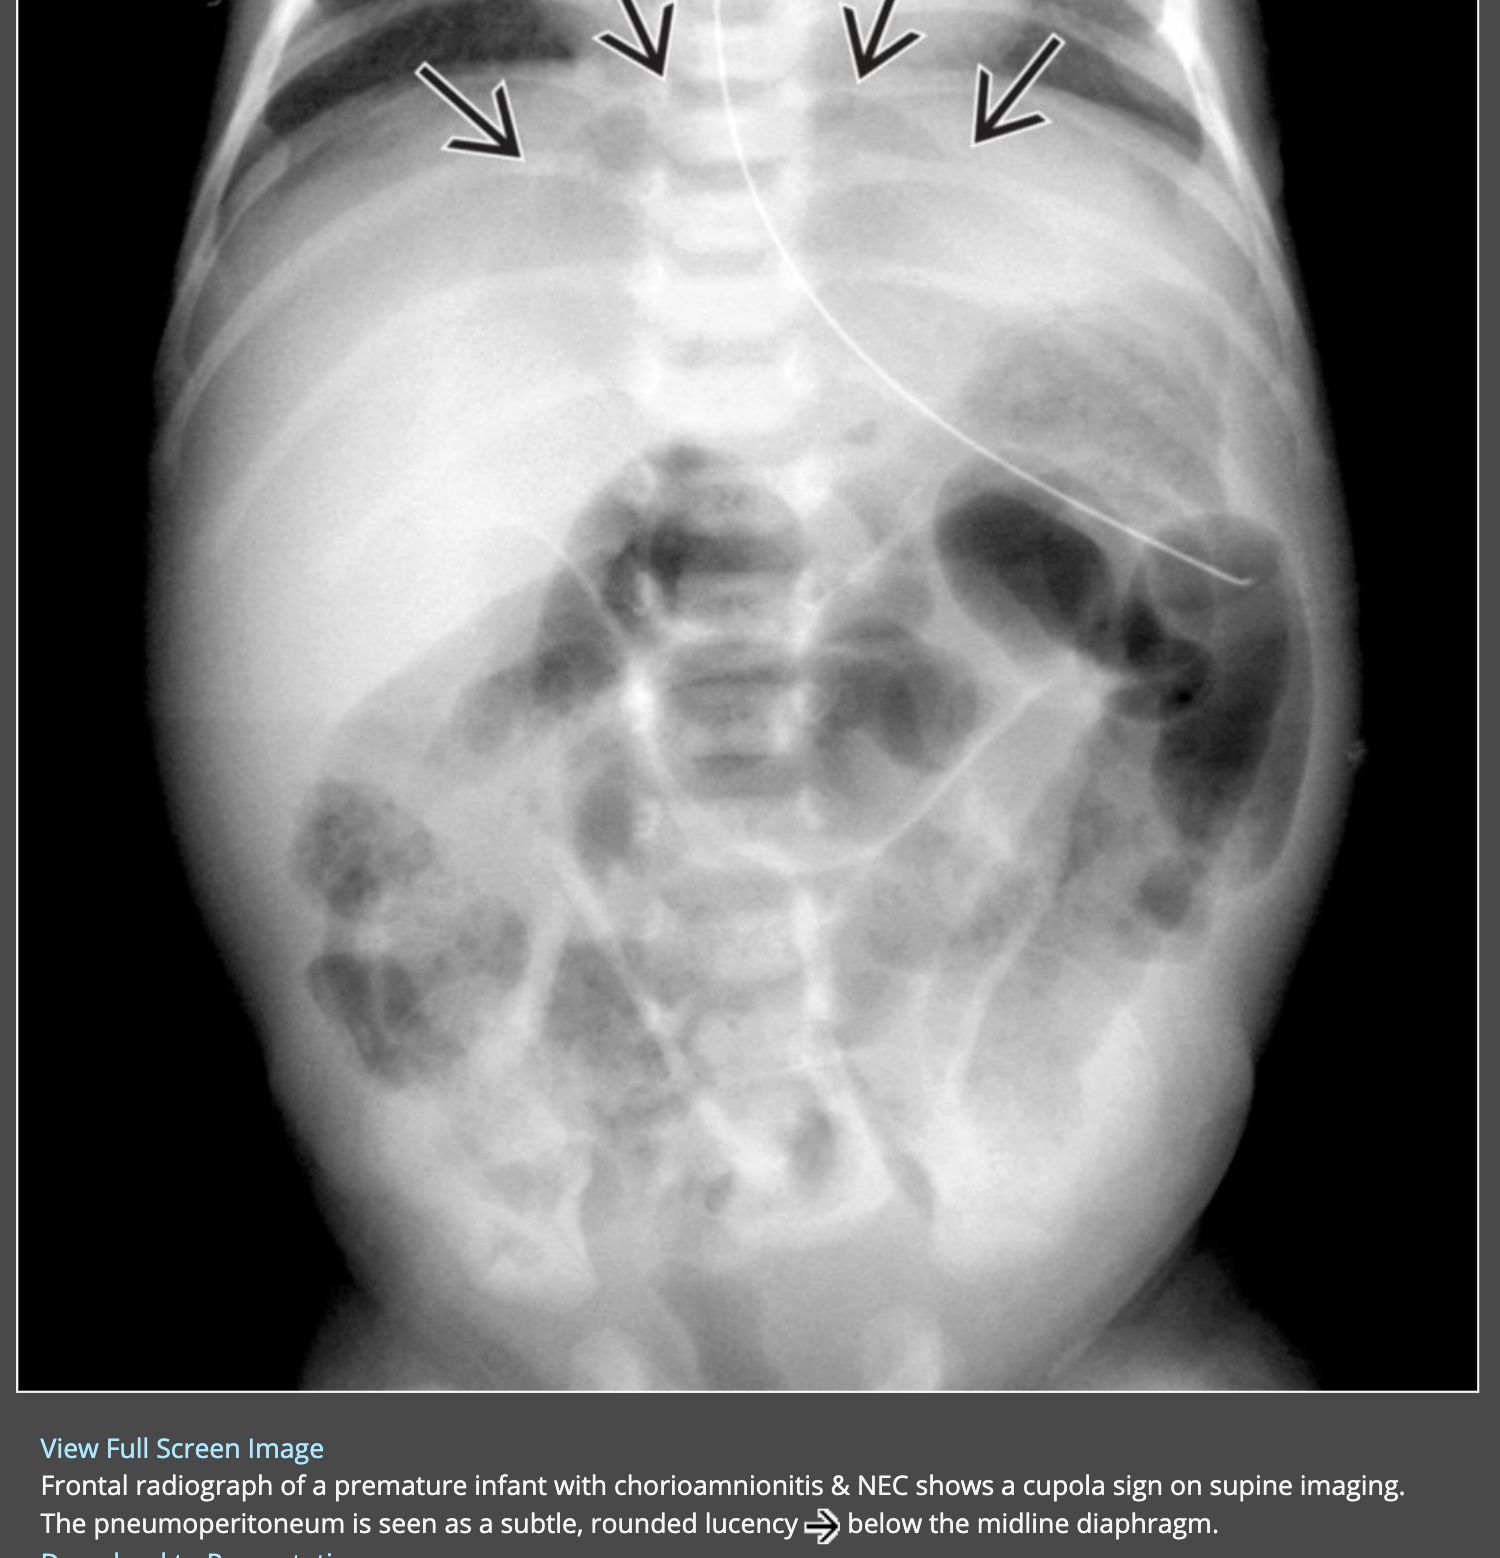 View Full Screen Image
Frontal radiograph of a premature infant with chorioamnionitis & NEC shows a cupola sign on supine imaging.
The pneumoperitoneum is seen as a subtle, rounded lucency below the midline diaphragm.